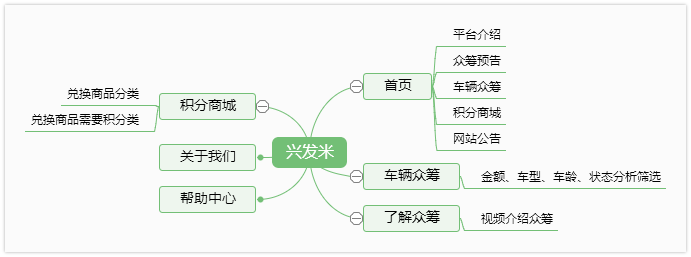 兴发米
首页
平台介绍
众筹预告
车辆众筹
积分商城
网站公告
车辆众筹
金额、车型、车龄、状态分析筛选
了解众筹
视频介绍众筹
积分商城
兑换商品分类
兑换商品需要积分类
关于我们
帮助中心